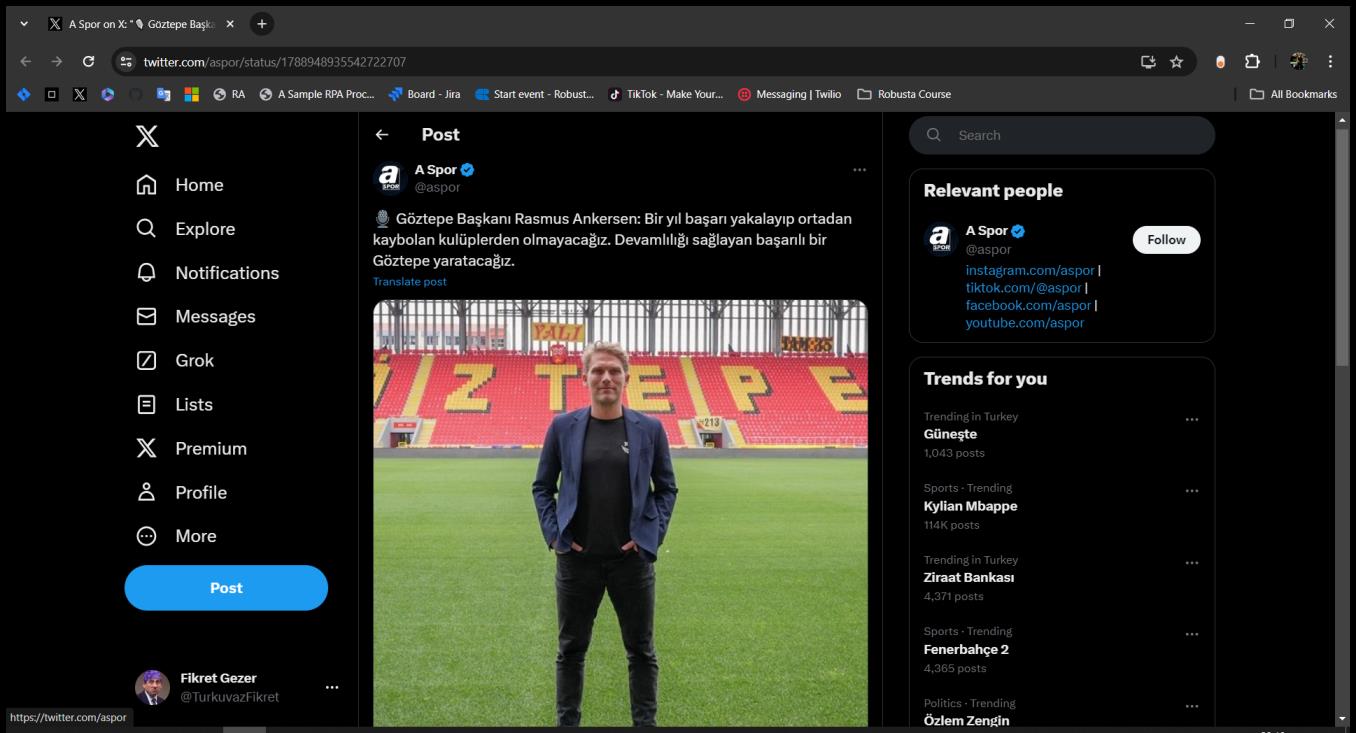 A Spor on X: "🎙 Göztepe Başka
twitter.com/aspor/status/1788948935542722707
RA
A Sample RPA Proc...
Board - Jira
Start event - Robust...
TikTok - Make Your...
Messaging | Twilio
Robusta Course
All Bookmarks
Home
Explore
Notifications
Messages
Grok
Lists
Premium
Profile
More
Post
Fikret Gezer
@TurkuvazFikret
https://twitter.com/aspor
Post
a SPOR
A Spor
@aspor
🎙 Göztepe Başkanı Rasmus Ankersen: Bir yıl başarı yakalayıp ortadan
kaybolan kulüplerden olmayacağız. Devamlılığı sağlayan başarılı bir
Göztepe yaratacağız.
Translate post
YALI
ÖZTEPE
213
Search
Relevant people
a SPOR
A Spor
@aspor
Follow
instagram.com/aspor |
tiktok.com/@aspor |
facebook.com/aspor |
youtube.com/aspor
Trends for you
Trending in Turkey
Güneşte
1,043 posts
Sports · Trending
Kylian Mbappe
114K posts
Trending in Turkey
Ziraat Bankası
4,371 posts
Sports · Trending
Fenerbahçe 2
4,365 posts
Politics · Trending
Özlem Zengin